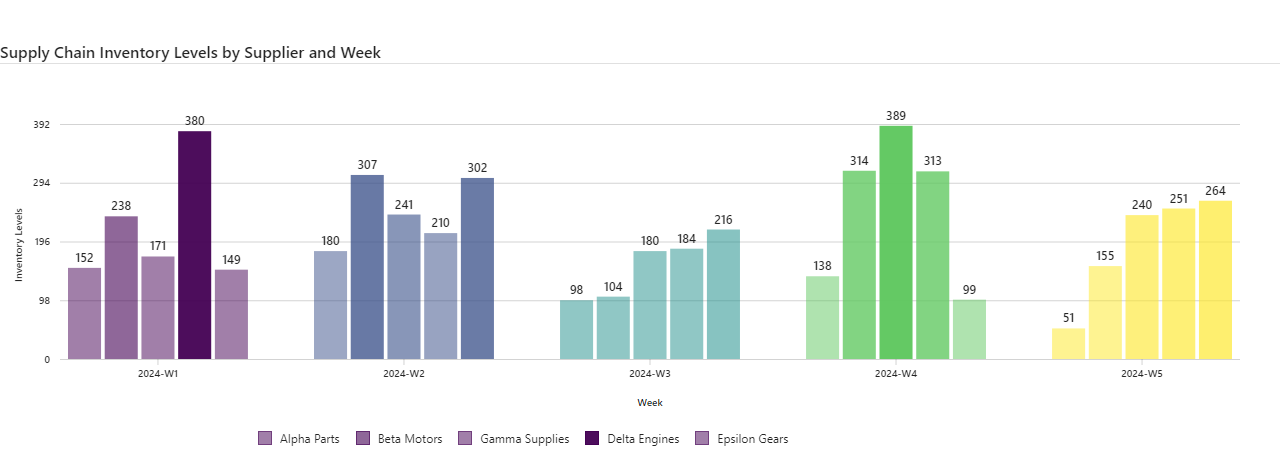 Supply Chain Inventory Levels by Supplier and Week
Inventory Levels
392
294
196
98
0
152
238
171
380
149
180
307
241
210
302
98
104
180
184
216
138
314
389
313
99
51
155
240
251
264
2024-W1
2024-W2
2024-W3
2024-W4
2024-W5
Week
Alpha Parts
Beta Motors
Gamma Supplies
Delta Engines
Epsilon Gears